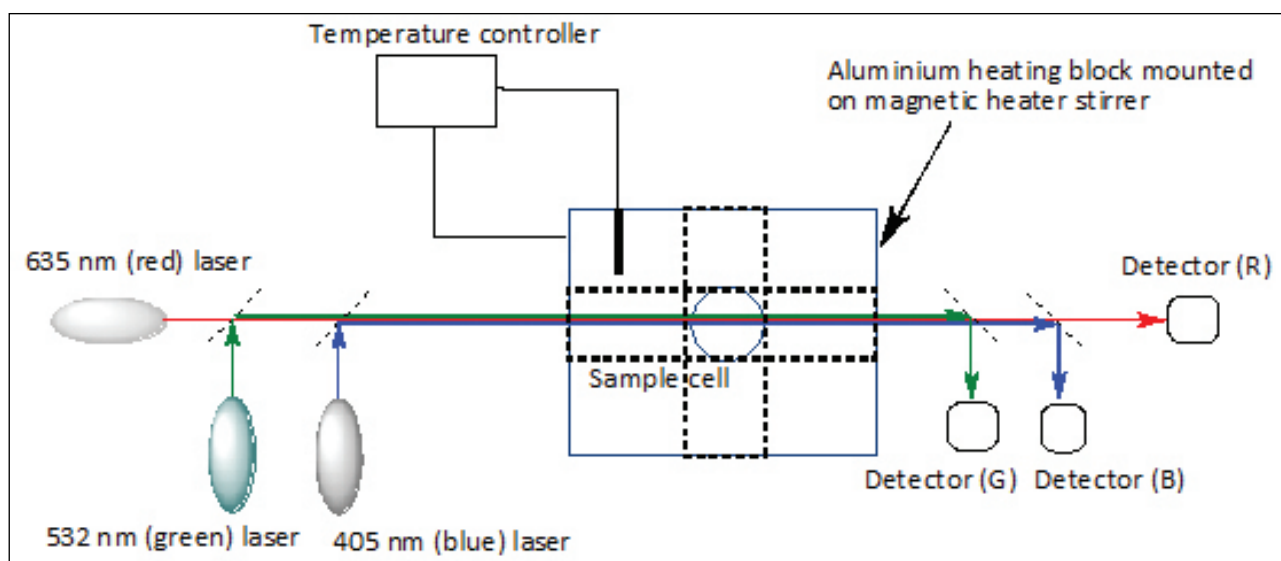 Temperature controller
Aluminium heating block mounted
on magnetic heater stirrer
635 nm (red) laser
Detector (R)
Sample cell
Detector (G)
Detector (B)
532 nm (green) laser
405 nm (blue) laser